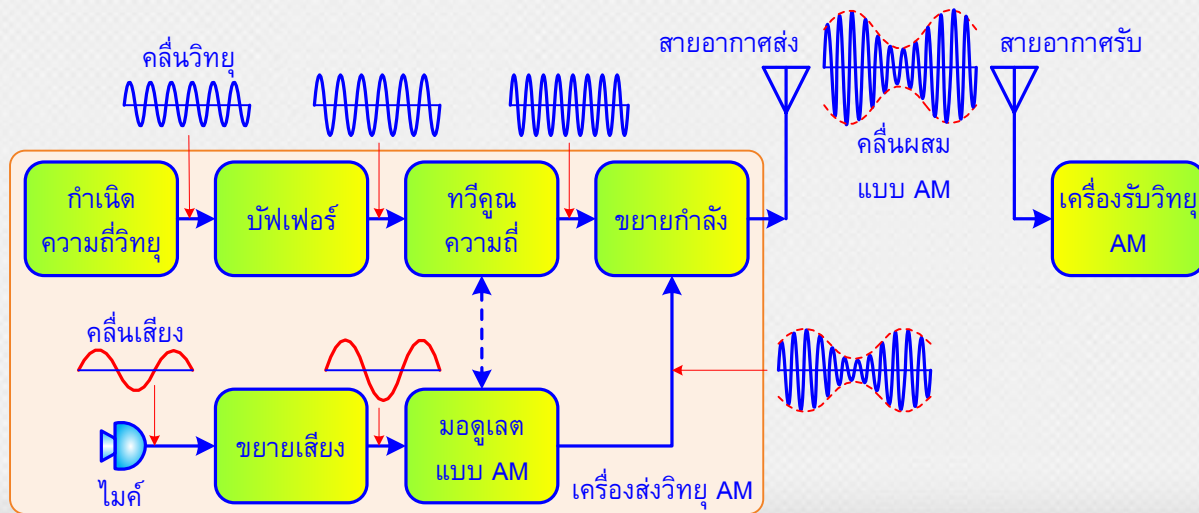 สายอากาศส่ง
สายอากาศรับ
คลื่นวิทยุ
คลื่นผสม
แบบ AM
กำเนิด
ความถี่วิทยุ
บัฟเฟอร์
ทวีคูณ
ความถี่
ขยายกำลัง
เครื่องรับวิทยุ
AM
คลื่นเสียง
ขยายเสียง
มอดูเลต
แบบ AM
ไมค์
เครื่องส่งวิทยุ AM